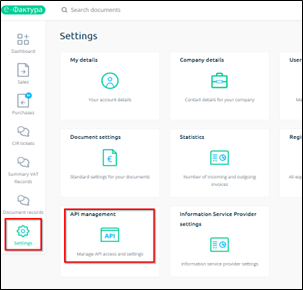 е-Фактура
Search documents
Dashboard
Sales
Purchases
CIR tickets
Summary VAT
Records
Document records
Settings
Settings
My details
Your account details
Company details
Contact details for your company
User
Document settings
€
Standard settings for your documents
Statistics
Number of incoming and outgoing
invoices
Regi
All req
API management
API
Manage API access and settings
Information Service Provider
settings
Information service provider settings